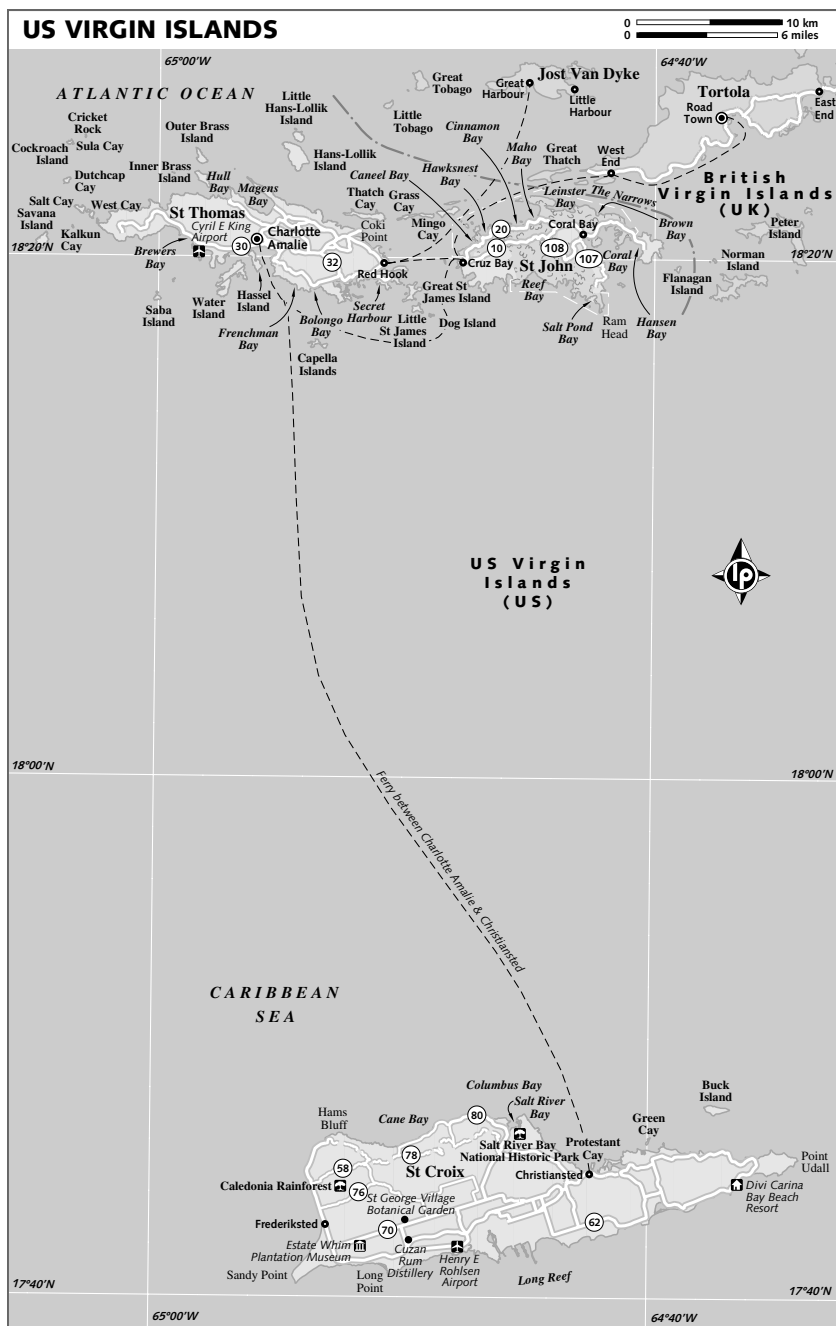 US VIRGIN ISLANDS
0
10 km
0
6 miles
65°00'W
64°40'W
ATLANTIC OCEAN
Great
Tobago
Great
Harbour
Jost Van Dyke
Little
Harbour
Tortola
Road
Town
East
End
Little
Hans-Lollik
Island
Little
Tobago
Cinnamon
Bay
Maho
Bay
Great
Thatch
West
End
Cricket
Rock
Cockroach
Island
Sula Cay
Outer Brass
Island
Hans-Lollik
Island
Caneel Bay
Hawksnest
Bay
British
Virgin Islands
(UK)
Dutchcap
Cay
Inner Brass
Island
Hull
Bay
Magens
Bay
Thatch
Cay
Grass
Cay
Leinster
Bay
The Narrows
Salt Cay
West Cay
Savana
Island
Kalkun
Cay
St Thomas
Cyril E King
Airport
Charlotte
Amalie
Coki
Point
Mingo
Cay
20
10
Coral Bay
Brown
Bay
Peter
Island
18°20'N
Brewers
Bay
30
32
Red Hook
Cruz Bay
108
St John
107
Coral
Bay
Norman
Island
18°20'N
Saba
Island
Water
Island
Hassel
Island
Frenchman
Bay
Bolongo
Bay
Secret
Harbour
Great St
James Island
Little
St James
Island
Dog Island
Reef
Bay
Salt Pond
Bay
Ram
Head
Hansen
Bay
Flanagan
Island
Capella
Islands
US Virgin
Islands
(US)
lp
18°00'N
18°00'N
Ferry between Charlotte Amalie & Christiansted
CARIBBEAN
SEA
Columbus Bay
Salt River
Bay
Buck
Island
Hams
Bluff
Cane Bay
80
Green
Cay
Salt River Bay
National Historic Park
Protestant
Cay
Point
Udall
78
58
St Croix
Christiansted
Caledonia Rainforest
76
St George Village
Botanical Garden
Divi Carina
Bay Beach
Resort
Frederiksted
70
62
Estate Whim
Plantation Museum
Cuzan
Rum
Distillery
Henry E
Rohlsen
Airport
Sandy Point
Long
Point
Long Reef
17°40'N
17°40'N
65°00'W
64°40'W